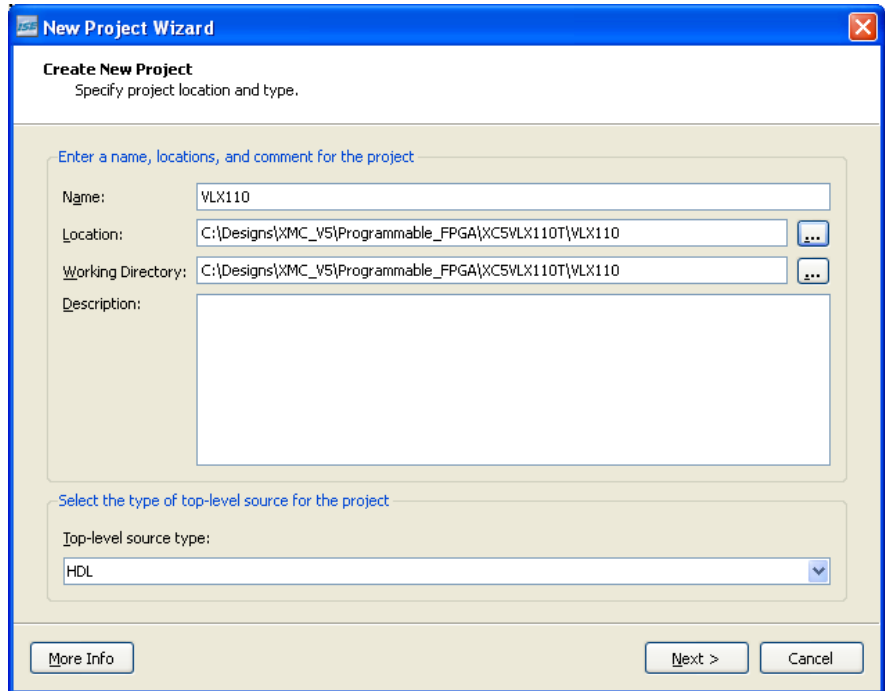 ISE New Project Wizard
Create New Project
Specify project location and type.
Enter a name, locations, and comment for the project
Name: VLX110
Location: C:\Designs\XMC_V5\Programmable_FPGA\XC5VLX110T\VLX110 ...
Working Directory: C:\Designs\XMC_V5\Programmable_FPGA\XC5VLX110T\VLX110 ...
Description:
Select the type of top-level source for the project
Top-level source type:
HDL
More Info Next > Cancel